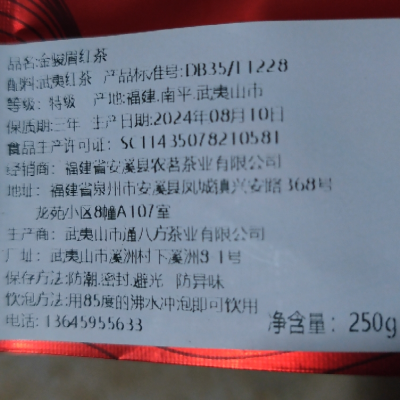 品名:金骏眉红茶
配料:武夷红茶 产品标准号:DB35/T1228
等级: 特级 产地:福建.南平.武夷山市
保质期:三年 生产日期:2024年08月10日
食品生产许可证: SC11435078210581
经销商: 福建省安溪县农茗茶业有限公司
地址: 福建省泉州市安溪县凤城镇兴安路368号
龙苑小区8幢A107室
生产商: 武夷山市通八方茶业有限公司
厂址: 武夷山市溪洲村下溪洲8-1号
保存方法:防潮.密封.避光 防异味
饮泡方法:用85度的沸水冲泡即可饮用
电话: 13645955633
净含量: 250g